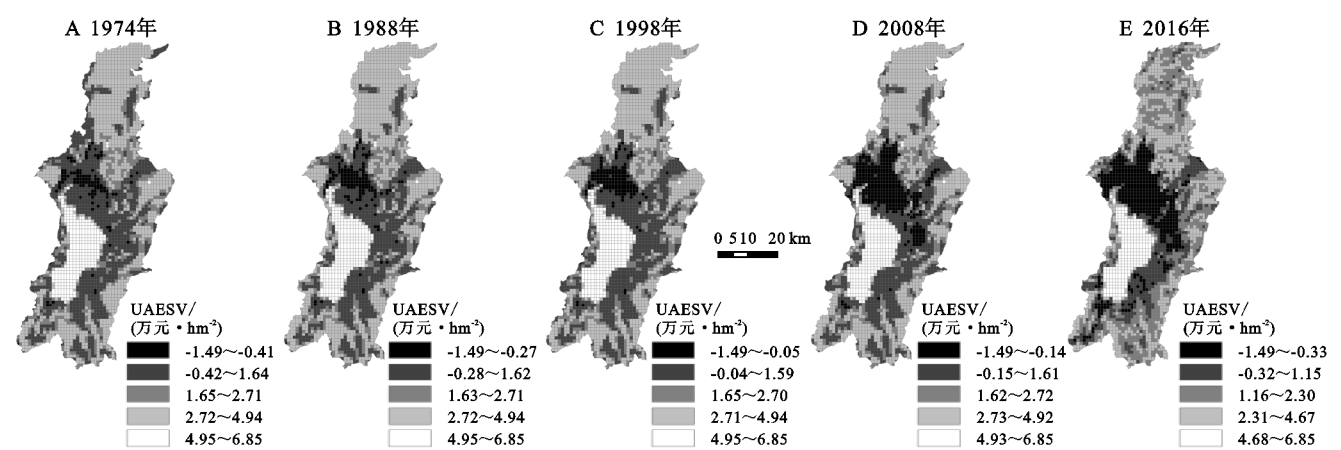 A 1974年
B 1988年
C 1998年
D 2008年
E 2016年
0 510 20 km
UAESV/
(万元·hm⁻²)
-1.49～-0.41
-0.42～1.64
1.65～2.71
2.72～4.94
4.95～6.85
UAESV/
(万元·hm⁻²)
-1.49～-0.27
-0.28～1.62
1.63～2.71
2.72～4.94
4.95～6.85
UAESV/
(万元·hm⁻²)
-1.49～-0.05
-0.04～1.59
1.65～2.70
2.71～4.94
4.95～6.85
UAESV/
(万元·hm⁻²)
-1.49～-0.14
-0.15～1.61
1.62～2.72
2.73～4.92
4.93～6.85
UAESV/
(万元·hm⁻²)
-1.49～-0.33
-0.32～1.15
1.16～2.30
2.31～4.67
4.68～6.85